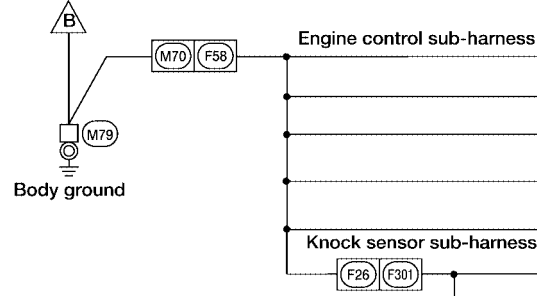 B
Engine control sub-harness
M70 F58
M79
Body ground
Knock sensor sub-harness
F26 F301